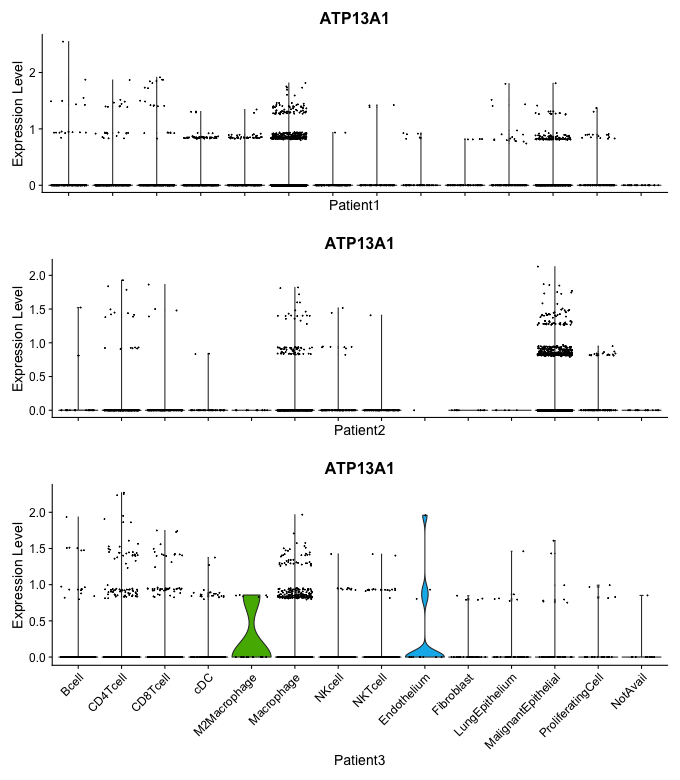 ATP13A1
Expression Level
2
1
0
Patient1
ATP13A1
Expression Level
2.0
1.5
1.0
0.5
0.0
Patient2
ATP13A1
Expression Level
2.0
1.5
1.0
0.5
0.0
Bcell
CD4Tcell
CD8Tcell
cDC
M2Macrophage
Macrophage
NKcell
NKTcell
Endothelium
Fibroblast
LungEpithelium
MalignantEpithelial
ProliferatingCell
NotAvail
Patient3